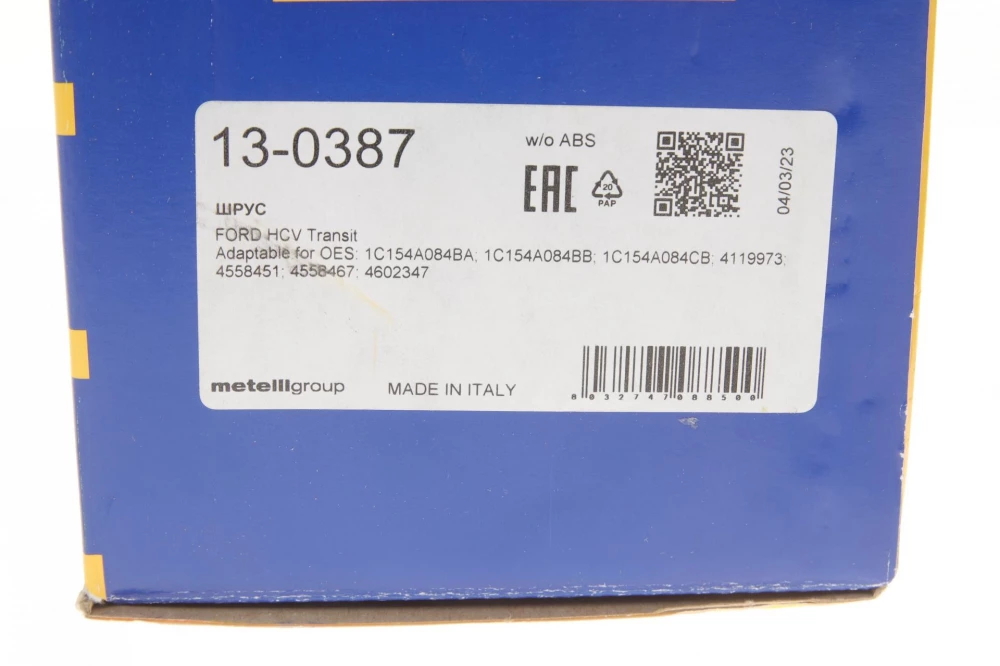 13-0387
w/o ABS
EAC
20
PAP
04/03/23
ШРУС
FORD HCV Transit
Adaptable for OES: 1C154A084BA; 1C154A084BB; 1C154A084CB; 4119973;
4558451; 4558467; 4602347
metelligroup
MADE IN ITALY
8032747088500